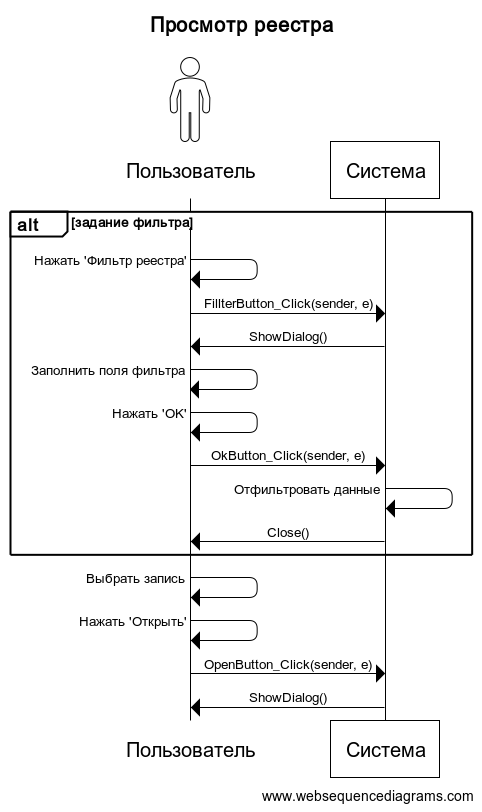 Просмотр реестра
Пользователь
Система
alt [задание фильтра]
Нажать 'Фильтр реестра'
FillterButton_Click(sender, e)
ShowDialog()
Заполнить поля фильтра
Нажать 'OK'
OkButton_Click(sender, e)
Отфильтровать данные
Close()
Выбрать запись
Нажать 'Открыть'
OpenButton_Click(sender, e)
ShowDialog()
Пользователь
Система
www.websequencediagrams.com